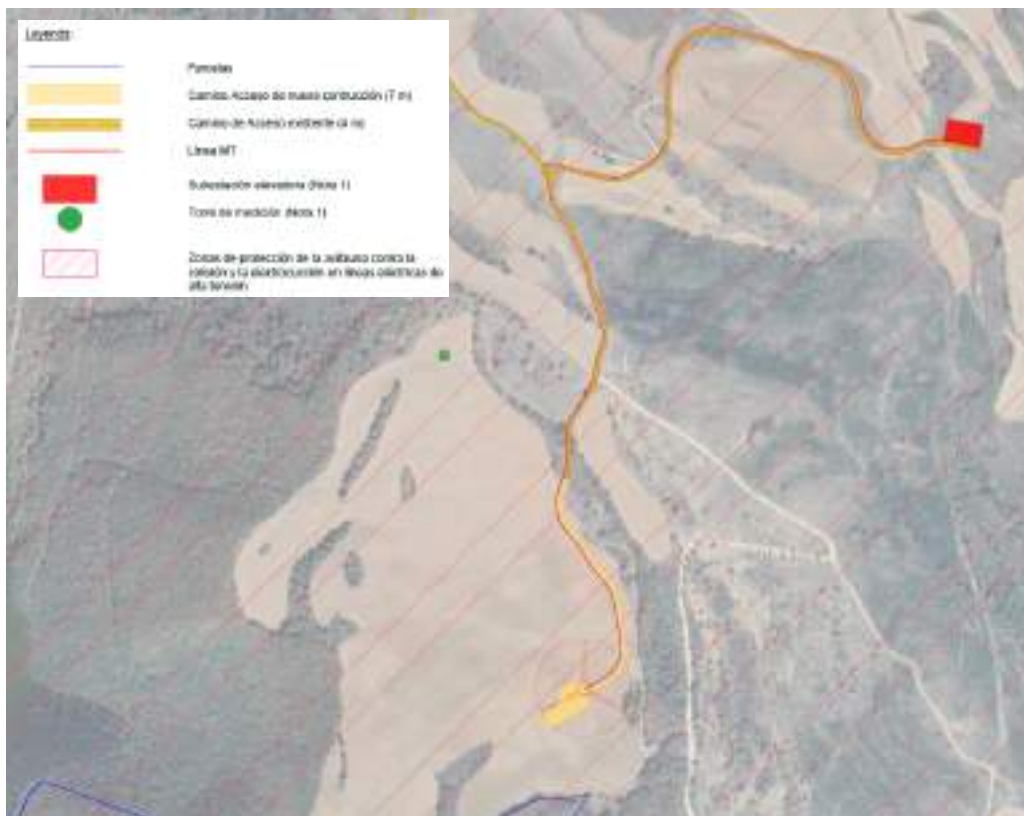 Leyenda:
Parcelas
Camino Acceso de nueva contrucción (7 m)
Camino de Acceso existente (4 m)
Línea MT
Subestación elevadora (Nota 1)
Torre de medición (Nota 1)
Zonas de protección de la avifauna contra la
colisión y la electrocución en líneas eléctricas de
alta tensión